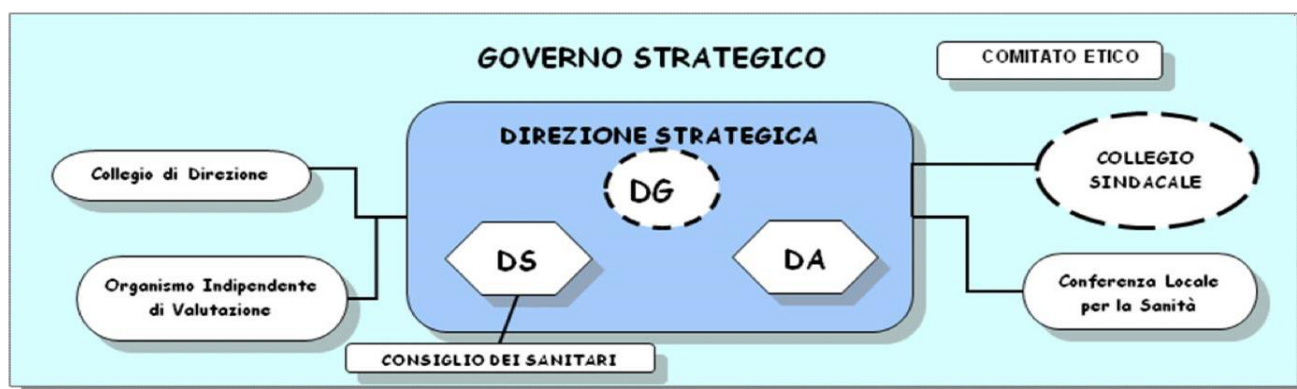 GOVERNO STRATEGICO
COMITATO ETICO
DIREZIONE STRATEGICA
Collegio di Direzione
DG
COLLEGIO
SINDACALE
DS
DA
Organismo Indipendente
di Valutazione
Conferenza Locale
per la Sanità
CONSIGLIO DEI SANITARI